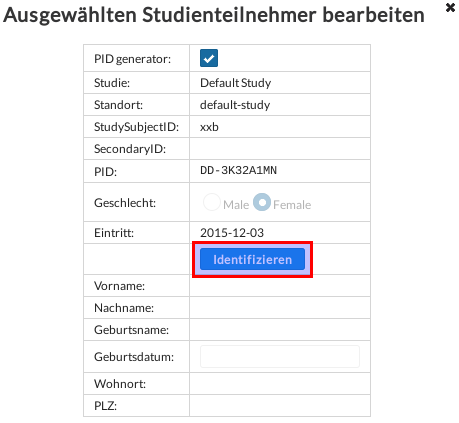 Ausgewählten Studienteilnehmer bearbeiten
PID generator:
Studie: Default Study
Standort: default-study
StudySubjectID: xxb
SecondaryID:
PID: DD-3K32A1MN
Geschlecht: Male Female
Eintritt: 2015-12-03
Identifizieren
Vorname:
Nachname:
Geburtsname:
Geburtsdatum:
Wohnort:
PLZ: